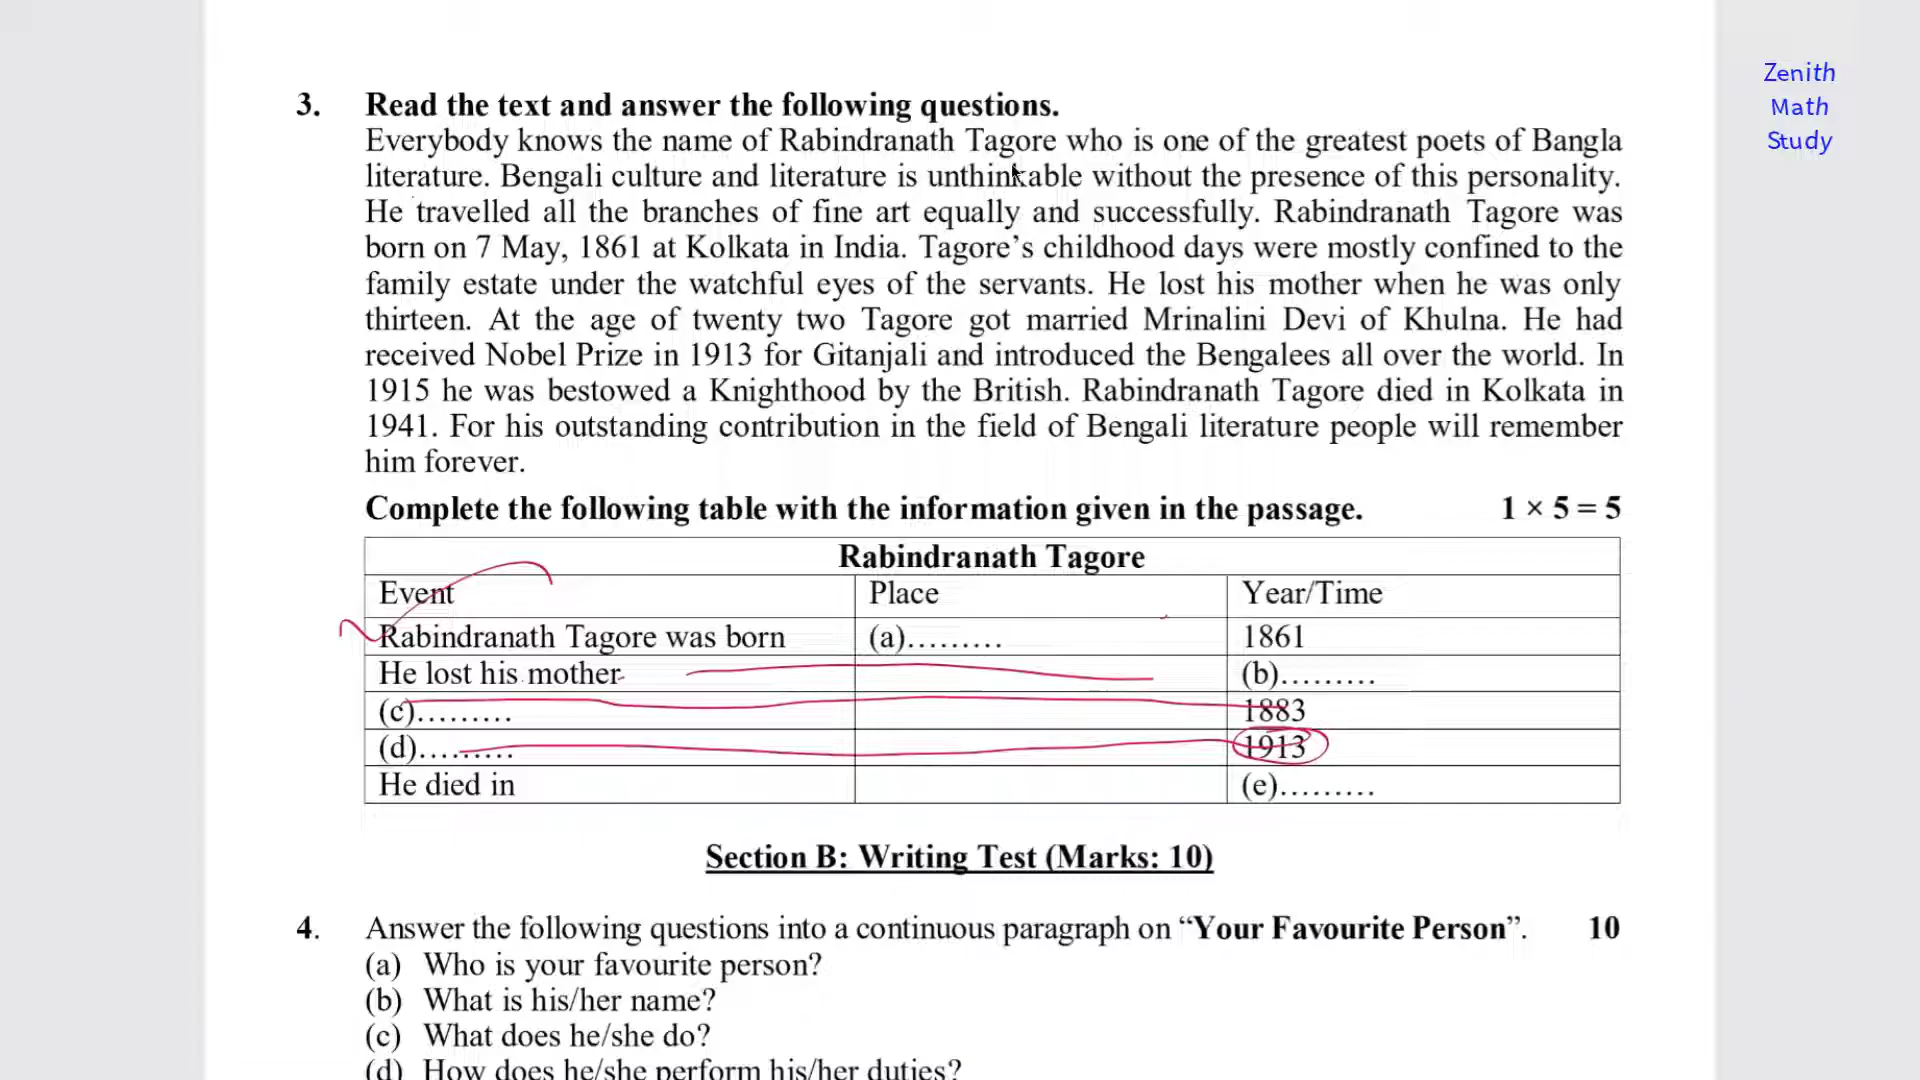 Zenith
Math
Study
3. Read the text and answer the following questions.
Everybody knows the name of Rabindranath Tagore who is one of the greatest poets of Bangla
literature. Bengali culture and literature is unthinkable without the presence of this personality.
He travelled all the branches of fine art equally and successfully. Rabindranath Tagore was
born on 7 May, 1861 at Kolkata in India. Tagore’s childhood days were mostly confined to the
family estate under the watchful eyes of the servants. He lost his mother when he was only
thirteen. At the age of twenty two Tagore got married Mrinalini Devi of Khulna. He had
received Nobel Prize in 1913 for Gitanjali and introduced the Bengalees all over the world. In
1915 he was bestowed a Knighthood by the British. Rabindranath Tagore died in Kolkata in
1941. For his outstanding contribution in the field of Bengali literature people will remember
him forever.
Complete the following table with the information given in the passage. 1 × 5 = 5
Rabindranath Tagore
Event Place Year/Time
Rabindranath Tagore was born (a)......... 1861
He lost his mother (b).........
(c)......... 1883
(d)......... 1913
He died in (e).........
Section B: Writing Test (Marks: 10)
4. Answer the following questions into a continuous paragraph on “Your Favourite Person”. 10
(a) Who is your favourite person?
(b) What is his/her name?
(c) What does he/she do?
(d) How does he/she perform his/her duties?